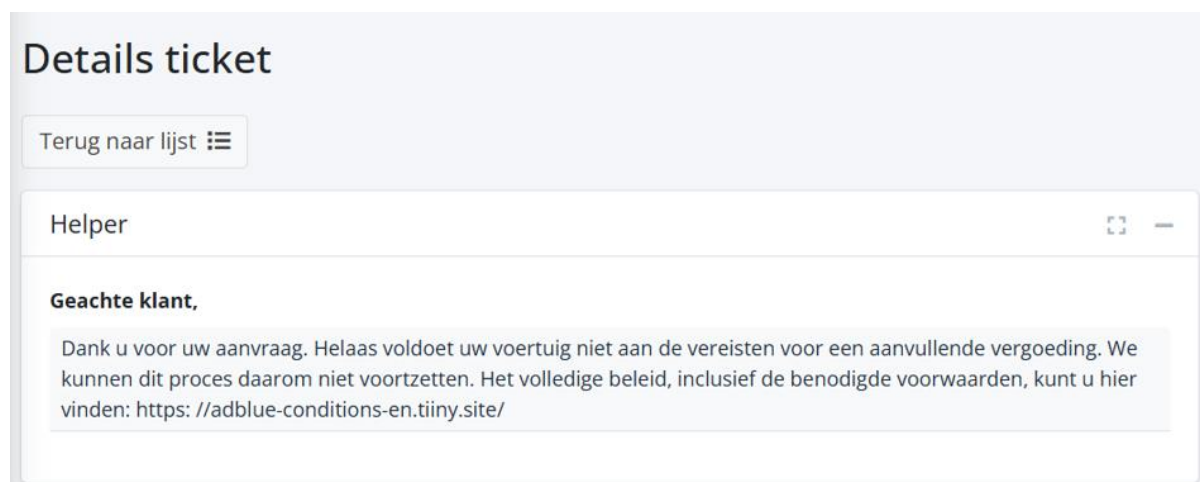 Details ticket
Terug naar lijst
Helper
Geachte klant,
Dank u voor uw aanvraag. Helaas voldoet uw voertuig niet aan de vereisten voor een aanvullende vergoeding. We
kunnen dit proces daarom niet voortzetten. Het volledige beleid, inclusief de benodigde voorwaarden, kunt u hier
vinden: https: //adblue-conditions-en.tiiny.site/